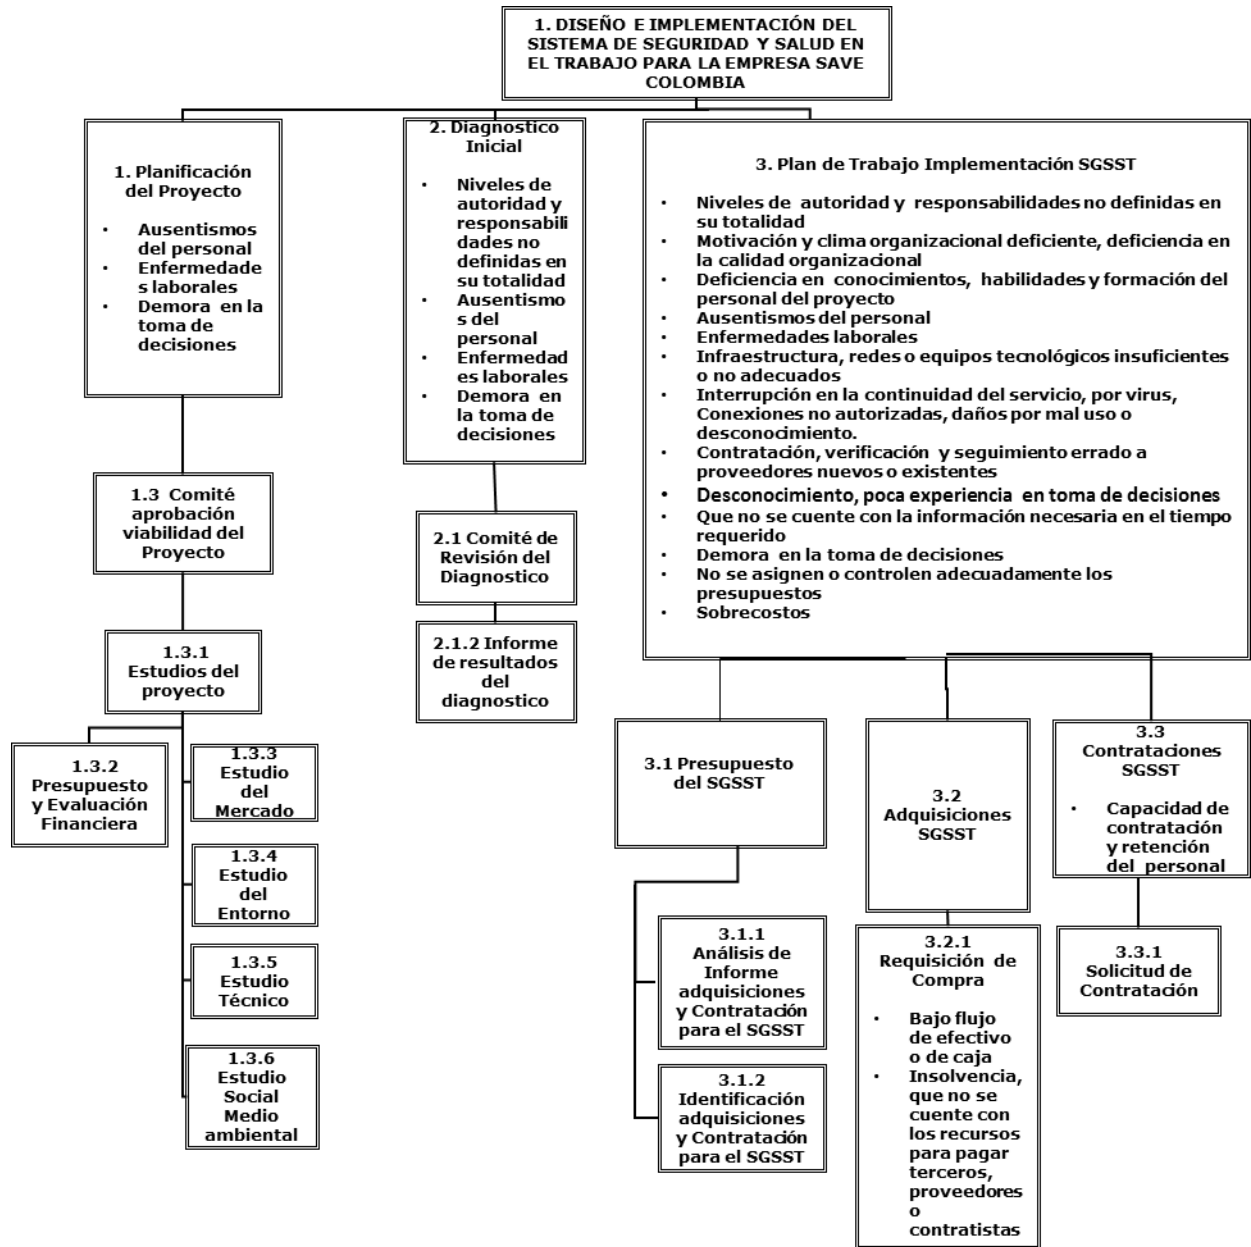 1. DISEÑO E IMPLEMENTACIÓN DEL
SISTEMA DE SEGURIDAD Y SALUD EN
EL TRABAJO PARA LA EMPRESA SAVE
COLOMBIA
1. Planificación
del Proyecto
· Ausentismos
del personal
· Enfermedade
s laborales
· Demora en la
toma de
decisiones
1.3 Comité
aprobación
viabilidad del
Proyecto
1.3.1
Estudios del
proyecto
1.3.2
Presupuesto
y Evaluación
Financiera
1.3.3
Estudio
del
Mercado
1.3.4
Estudio
del
Entorno
1.3.5
Estudio
Técnico
1.3.6
Estudio
Social
Medio
ambiental
2. Diagnostico
Inicial
· Niveles de
autoridad y
responsabili
dades no
definidas en
su totalidad
· Ausentismo
s del
personal
· Enfermedad
es laborales
· Demora en
la toma de
decisiones
2.1 Comité de
Revisión del
Diagnostico
2.1.2 Informe
de resultados
del
diagnostico
3. Plan de Trabajo Implementación SGSST
· Niveles de autoridad y responsabilidades no definidas en
su totalidad
· Motivación y clima organizacional deficiente, deficiencia en
la calidad organizacional
· Deficiencia en conocimientos, habilidades y formación del
personal del proyecto
· Ausentismos del personal
· Enfermedades laborales
· Infraestructura, redes o equipos tecnológicos insuficientes
o no adecuados
· Interrupción en la continuidad del servicio, por virus,
Conexiones no autorizadas, daños por mal uso o
desconocimiento.
· Contratación, verificación y seguimiento errado a
proveedores nuevos o existentes
• Desconocimiento, poca experiencia en toma de decisiones
· Que no se cuente con la información necesaria en el tiempo
requerido
· Demora en la toma de decisiones
· No se asignen o controlen adecuadamente los
presupuestos
· Sobrecostos
3.1 Presupuesto
del SGSST
3.1.1
Análisis de
Informe
adquisiciones
y Contratación
para el SGSST
3.1.2
Identificación
adquisiciones
y Contratación
para el SGSST
3.2
Adquisiciones
SGSST
3.2.1
Requisición de
Compra
· Bajo flujo
de efectivo
o de caja
· Insolvencia,
que no se
cuente con
los recursos
para pagar
terceros,
proveedores
o
contratistas
3.3
Contrataciones
SGSST
· Capacidad de
contratación
y retención
del personal
3.3.1
Solicitud de
Contratación